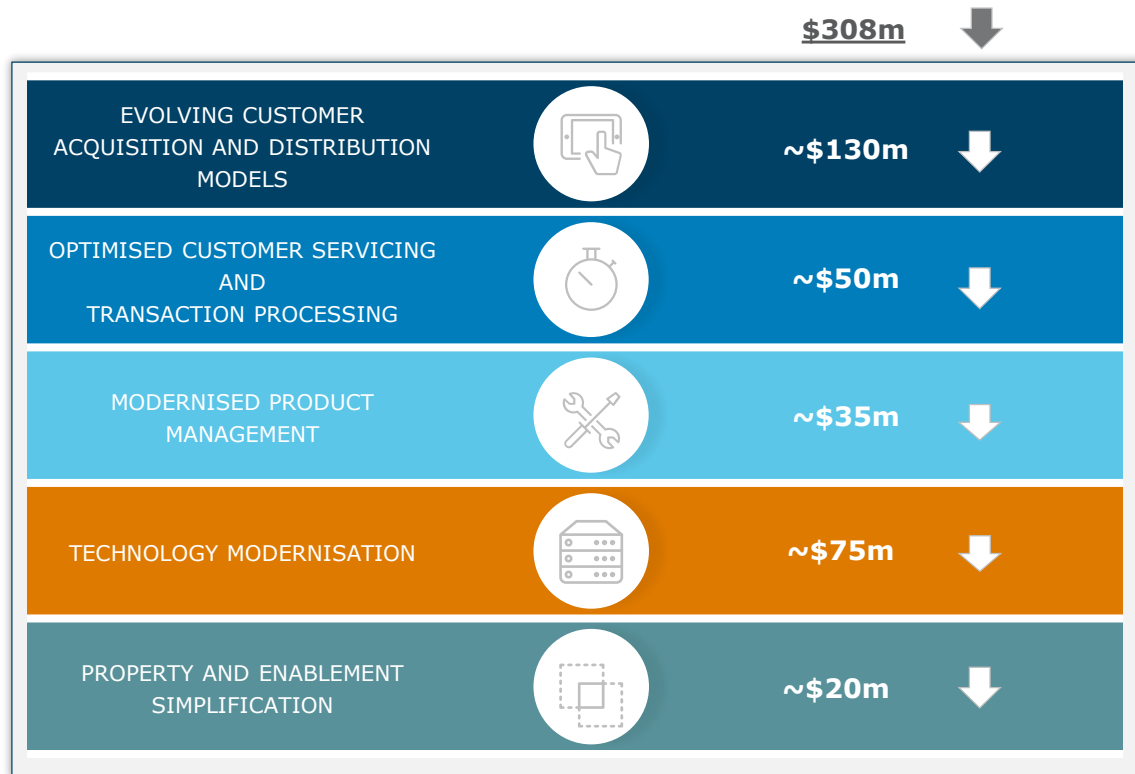 $308m
EVOLVING CUSTOMER
ACQUISITION AND DISTRIBUTION
MODELS
~$130m
OPTIMISED CUSTOMER SERVICING
AND
TRANSACTION PROCESSING
~$50m
MODERNISED PRODUCT
MANAGEMENT
~$35m
TECHNOLOGY MODERNISATION
~$75m
PROPERTY AND ENABLEMENT
SIMPLIFICATION
~$20m